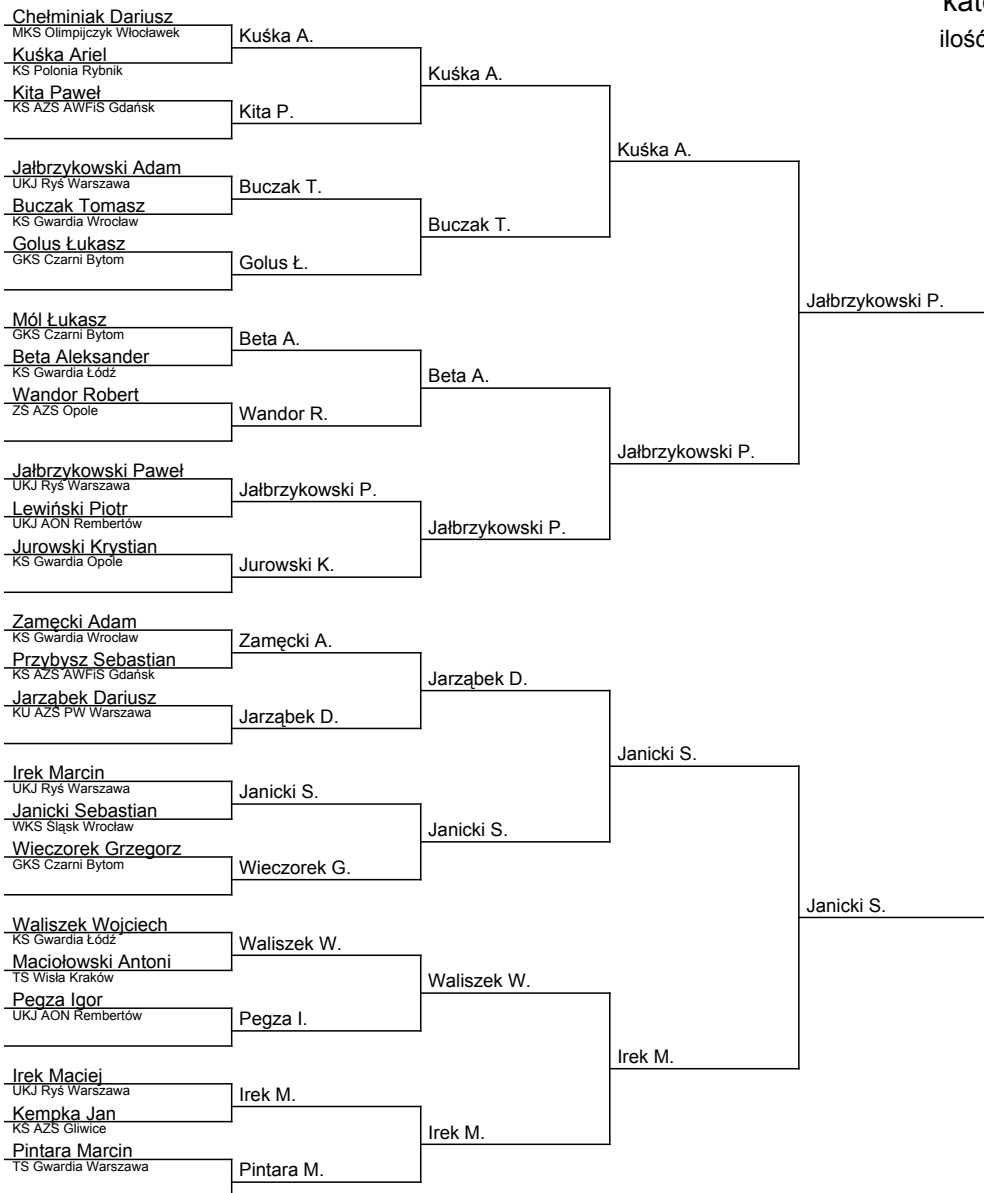 kat
ilość
Chełminiak Dariusz
MKS Olimpijczyk Włocławek
Kuśka Ariel
KS Polonia Rybnik
Kita Paweł
KS AZS AWFiS Gdańsk
Jałbrzykowski Adam
UKJ Ryś Warszawa
Buczak Tomasz
KS Gwardia Wrocław
Golus Łukasz
GKS Czarni Bytom
Mól Łukasz
GKS Czarni Bytom
Beta Aleksander
KS Gwardia Łódź
Wandor Robert
ZŚ AZS Opole
Jałbrzykowski Paweł
UKJ Ryś Warszawa
Lewiński Piotr
UKJ AON Rembertów
Jurowski Krystian
KS Gwardia Opole
Zamęcki Adam
KS Gwardia Wrocław
Przybysz Sebastian
KS AZS AWFiS Gdańsk
Jarząbek Dariusz
KU AZS PW Warszawa
Irek Marcin
UKJ Ryś Warszawa
Janicki Sebastian
WKS Śląsk Wrocław
Wieczorek Grzegorz
GKS Czarni Bytom
Waliszek Wojciech
KS Gwardia Łódź
Maciołowski Antoni
TS Wisła Kraków
Pegza Igor
UKJ AON Rembertów
Irek Maciej
UKJ Ryś Warszawa
Kempka Jan
KS AZS Gliwice
Pintara Marcin
TS Gwardia Warszawa
Kuśka A.
Kita P.
Buczak T.
Golus Ł.
Beta A.
Wandor R.
Jałbrzykowski P.
Jurowski K.
Zamęcki A.
Jarząbek D.
Janicki S.
Wieczorek G.
Waliszek W.
Pegza I.
Irek M.
Pintara M.
Kuśka A.
Buczak T.
Beta A.
Jałbrzykowski P.
Jarząbek D.
Janicki S.
Waliszek W.
Irek M.
Kuśka A.
Jałbrzykowski P.
Janicki S.
Irek M.
Jałbrzykowski P.
Janicki S.